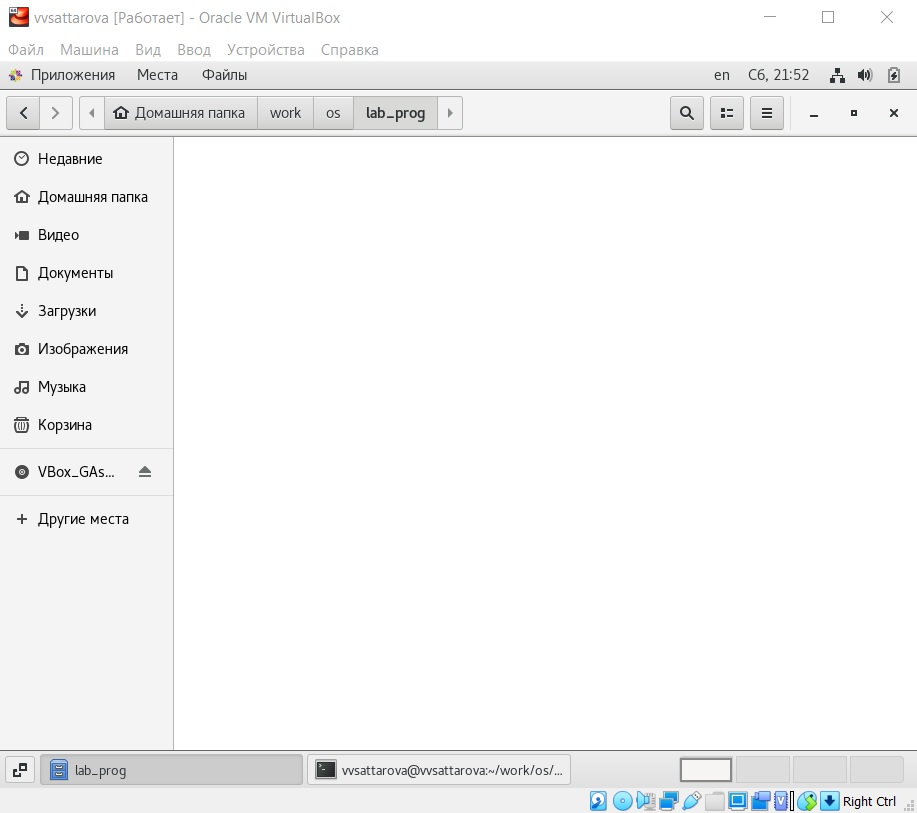 vvsattarova [Работает] - Oracle VM VirtualBox
Файл Машина Вид Ввод Устройства Справка
Приложения Места Файлы en Сб, 21:52
Домашняя папка work os lab_prog
Недавние
Домашняя папка
Видео
Документы
Загрузки
Изображения
Музыка
Корзина
VBox_GAs...
Другие места
lab_prog vvsattarova@vvsattarova:~/work/os/...
Right Ctrl